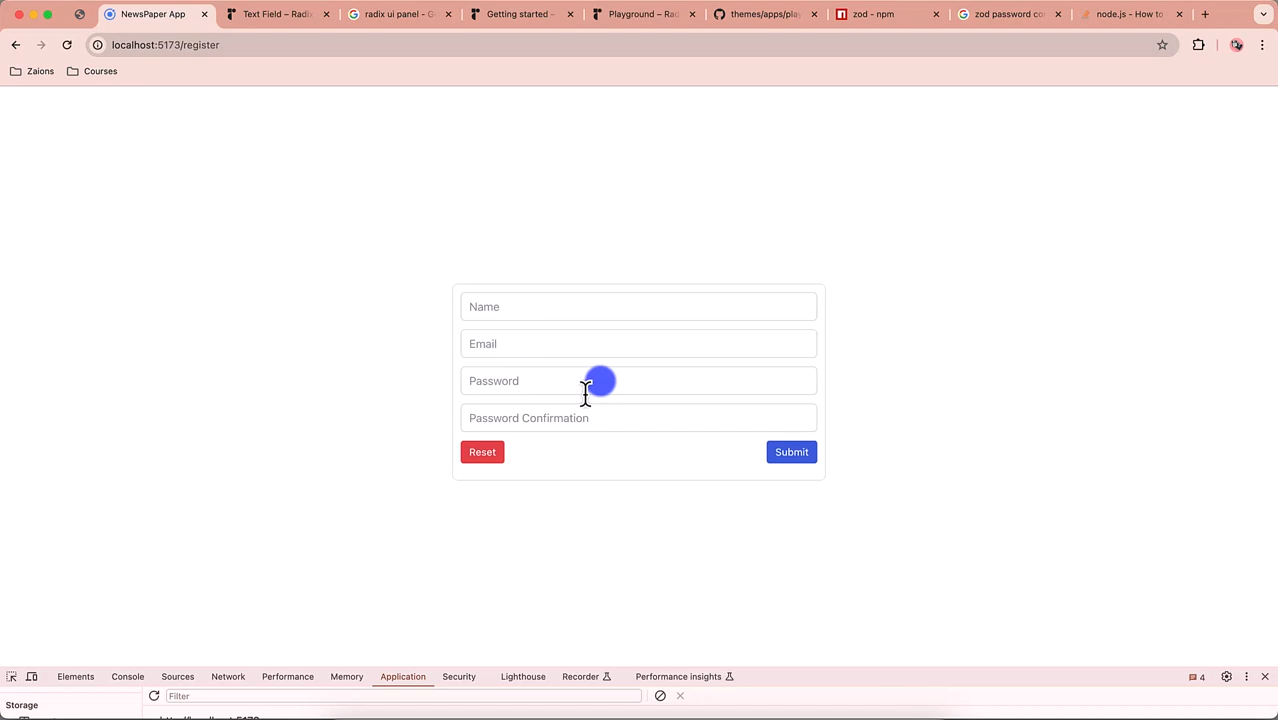 NewsPaper App
Text Field – Radix
radix ui panel - G
Getting started –
Playground – Rad
themes/apps/play
zod - npm
zod password co
node.js - How to
localhost:5173/register
Zaions
Courses
Name
Email
Password
Password Confirmation
Reset
Submit
Elements
Console
Sources
Network
Performance
Memory
Application
Security
Lighthouse
Recorder
Performance insights
4
Filter
Storage